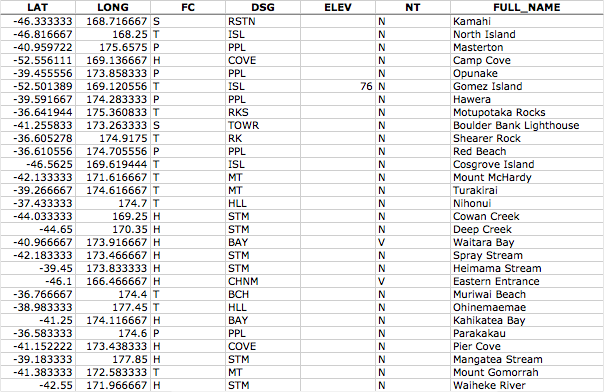 LAT LONG FC DSG ELEV NT FULL_NAME
-46.333333 168.716667 S RSTN N Kamahi
-46.816667 168.25 T ISL N North Island
-40.959722 175.6575 P PPL N Masterton
-52.556111 169.136667 H COVE N Camp Cove
-39.455556 173.858333 P PPL N Opunake
-52.501389 169.120556 T ISL 76 N Gomez Island
-39.591667 174.283333 P PPL N Hawera
-36.641944 175.360833 T RKS N Motupotaka Rocks
-41.255833 173.263333 S TOWR N Boulder Bank Lighthouse
-36.605278 174.9175 T RK N Shearer Rock
-36.610556 174.705556 P PPL N Red Beach
-46.5625 169.619444 T ISL N Cosgrove Island
-42.133333 171.616667 T MT N Mount McHardy
-39.266667 174.616667 T MT N Turakirai
-37.433333 174.7 T HLL N Nihonui
-44.033333 169.25 H STM N Cowan Creek
-44.65 170.35 H STM N Deep Creek
-40.966667 173.916667 H BAY V Waitara Bay
-42.183333 173.466667 H STM N Spray Stream
-39.45 173.833333 H STM N Heimama Stream
-46.1 166.466667 H CHNM V Eastern Entrance
-36.766667 174.4 T BCH N Muriwai Beach
-38.983333 177.45 T HLL N Ohinemaemae
-41.25 174.116667 H BAY N Kahikatea Bay
-36.583333 174.6 P PPL N Parakakau
-41.152222 173.438333 H COVE N Pier Cove
-39.183333 177.85 H STM N Mangatea Stream
-41.383333 172.583333 T MT N Mount Gomorrah
-42.55 171.966667 H STM N Waiheke River